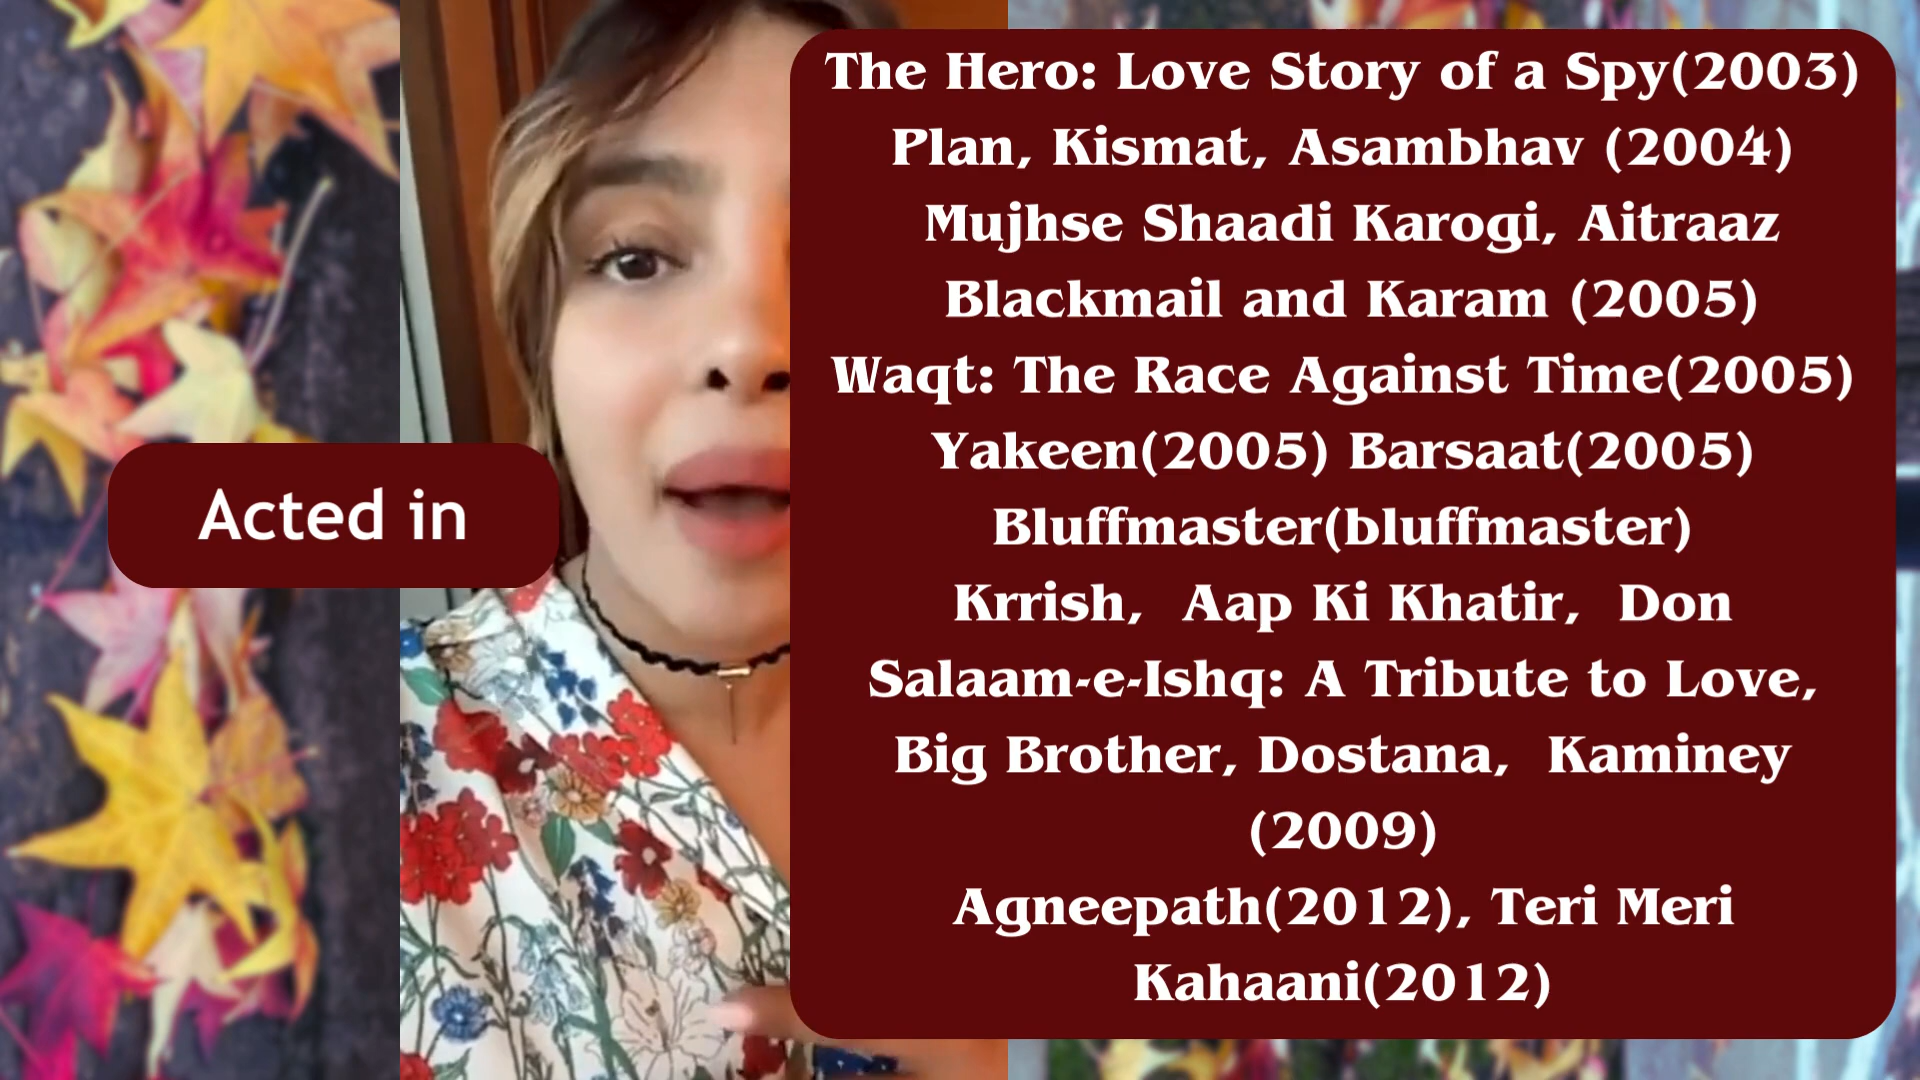 Acted in
The Hero: Love Story of a Spy(2003)
Plan, Kismat, Asambhav (2004)
Mujhse Shaadi Karogi, Aitraaz
Blackmail and Karam (2005)
Waqt: The Race Against Time(2005)
Yakeen(2005) Barsaat(2005)
Bluffmaster(bluffmaster)
Krrish, Aap Ki Khatir, Don
Salaam-e-Ishq: A Tribute to Love,
Big Brother, Dostana, Kaminey
(2009)
Agneepath(2012), Teri Meri
Kahaani(2012)